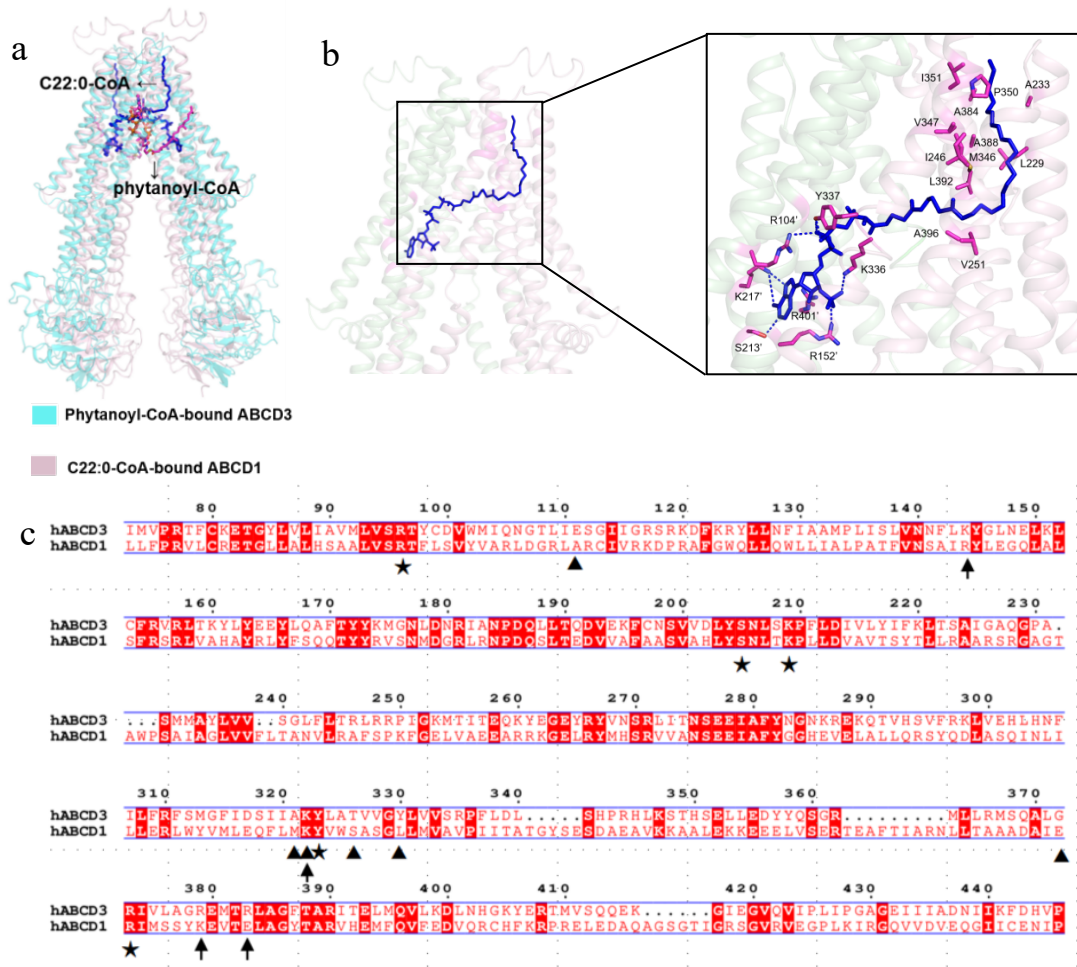 a
b
C22:0-CoA
phytanoyl-CoA
I351
P350
A233
A384
V347
A388
I246
M346
L229
L392
Y337
R104'
A396
V251
K336
K217'
R401'
S213'
R152'
Phytanoyl-CoA-bound ABCD3
C22:0-CoA-bound ABCD1
c
80 90 100 110 120 130 140 150
hABCD3 IMVPRTFCKETGYLVLIAVMLVSRTYCDVWMIQNGTLIESGIIGRSRKDFKRYLLNFIAAMPLISLVNNFLKYGLNELKL
hABCD1 LLFPRVLCRETGLLALHSAALVSRTFLSVYVARLDGRLARCIVRKDPRAFGWQLLQWLLIALPATFVNSAIRYLEGQLAL
160 170 180 190 200 210 220 230
hABCD3 CFRVRLTKYLYEEYLQAFTYYKMGNLDNRIANPDQLLTQDVEKFCNSVVDLYSNLSKPFLDIVLYIFKLTSAIGAQGPA.
hABCD1 SFRSRLVAHAYRLYFSQQTYYRVSNMDGRLRNPDQSLTEDVVAFAASVAHLYSNLTKPLLDVAVTSYTLLRAARSRGAGT
240 250 260 270 280 290 300
hABCD3 ...SMMAYLVV..SGLFLTRLRRPIGKMTITEQKYEGEYRYVNSRLITNSEEIAFYNGNKREKQTVHSVFRKLVEHLHNF
hABCD1 AWPSAIAGLVVFLTANVLRAFSPKFGELVAEEARRKGELRYMHSRVVANSEEIAFYGGHEVELALLQRSYQDLASQINLI
310 320 330 340 350 360 370
hABCD3 ILFRFSMGFIDSIIAKYLATVVGYLVVSRPFLDL......SHPRHLKSTHSELLEDYYQSGR.........MLLRMSQALG
hABCD1 LLERLWYVMLEQFLMKYVWSASGLLMVAVPIITATGYSESDAEAVKKAALEKKEEELVSERTEAFTIARNLLTAAADAIE
380 390 400 410 420 430 440
hABCD3 RIVLAGREMTRLAGFTARITELMQVLKDLNHGKYERTMVSQQEK......GIEGVQVIPLIPGAGEIIIADNIIKFDHVP
hABCD1 RIMSSYKEVTELAGYTARVHEMFQVFEDVQRCHFKRPRELEDAQAGSGTIGRSGVRVEGPLKIRGQVVDVEQGIICENIP